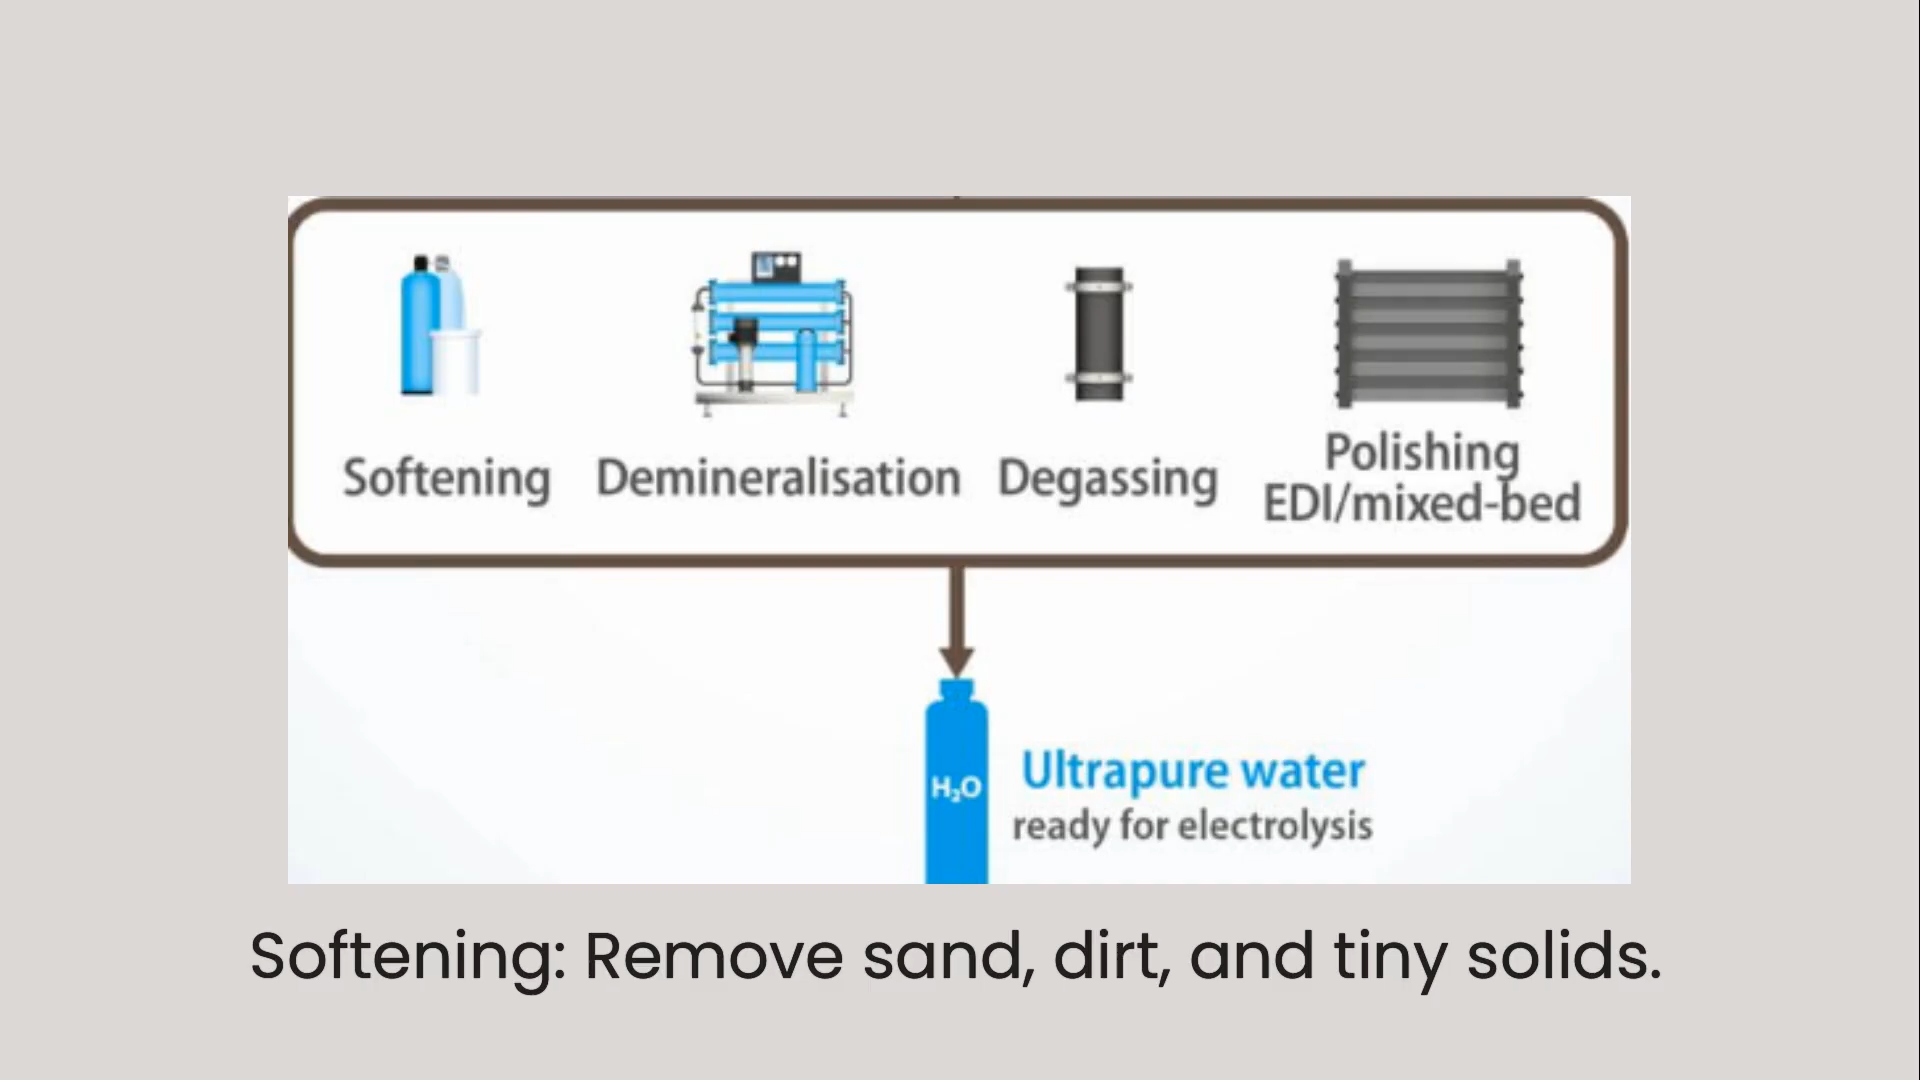 Softening
Demineralisation
Degassing
Polishing
EDI/mixed-bed
H₂O
Ultrapure water
ready for electrolysis
Softening: Remove sand, dirt, and tiny solids.